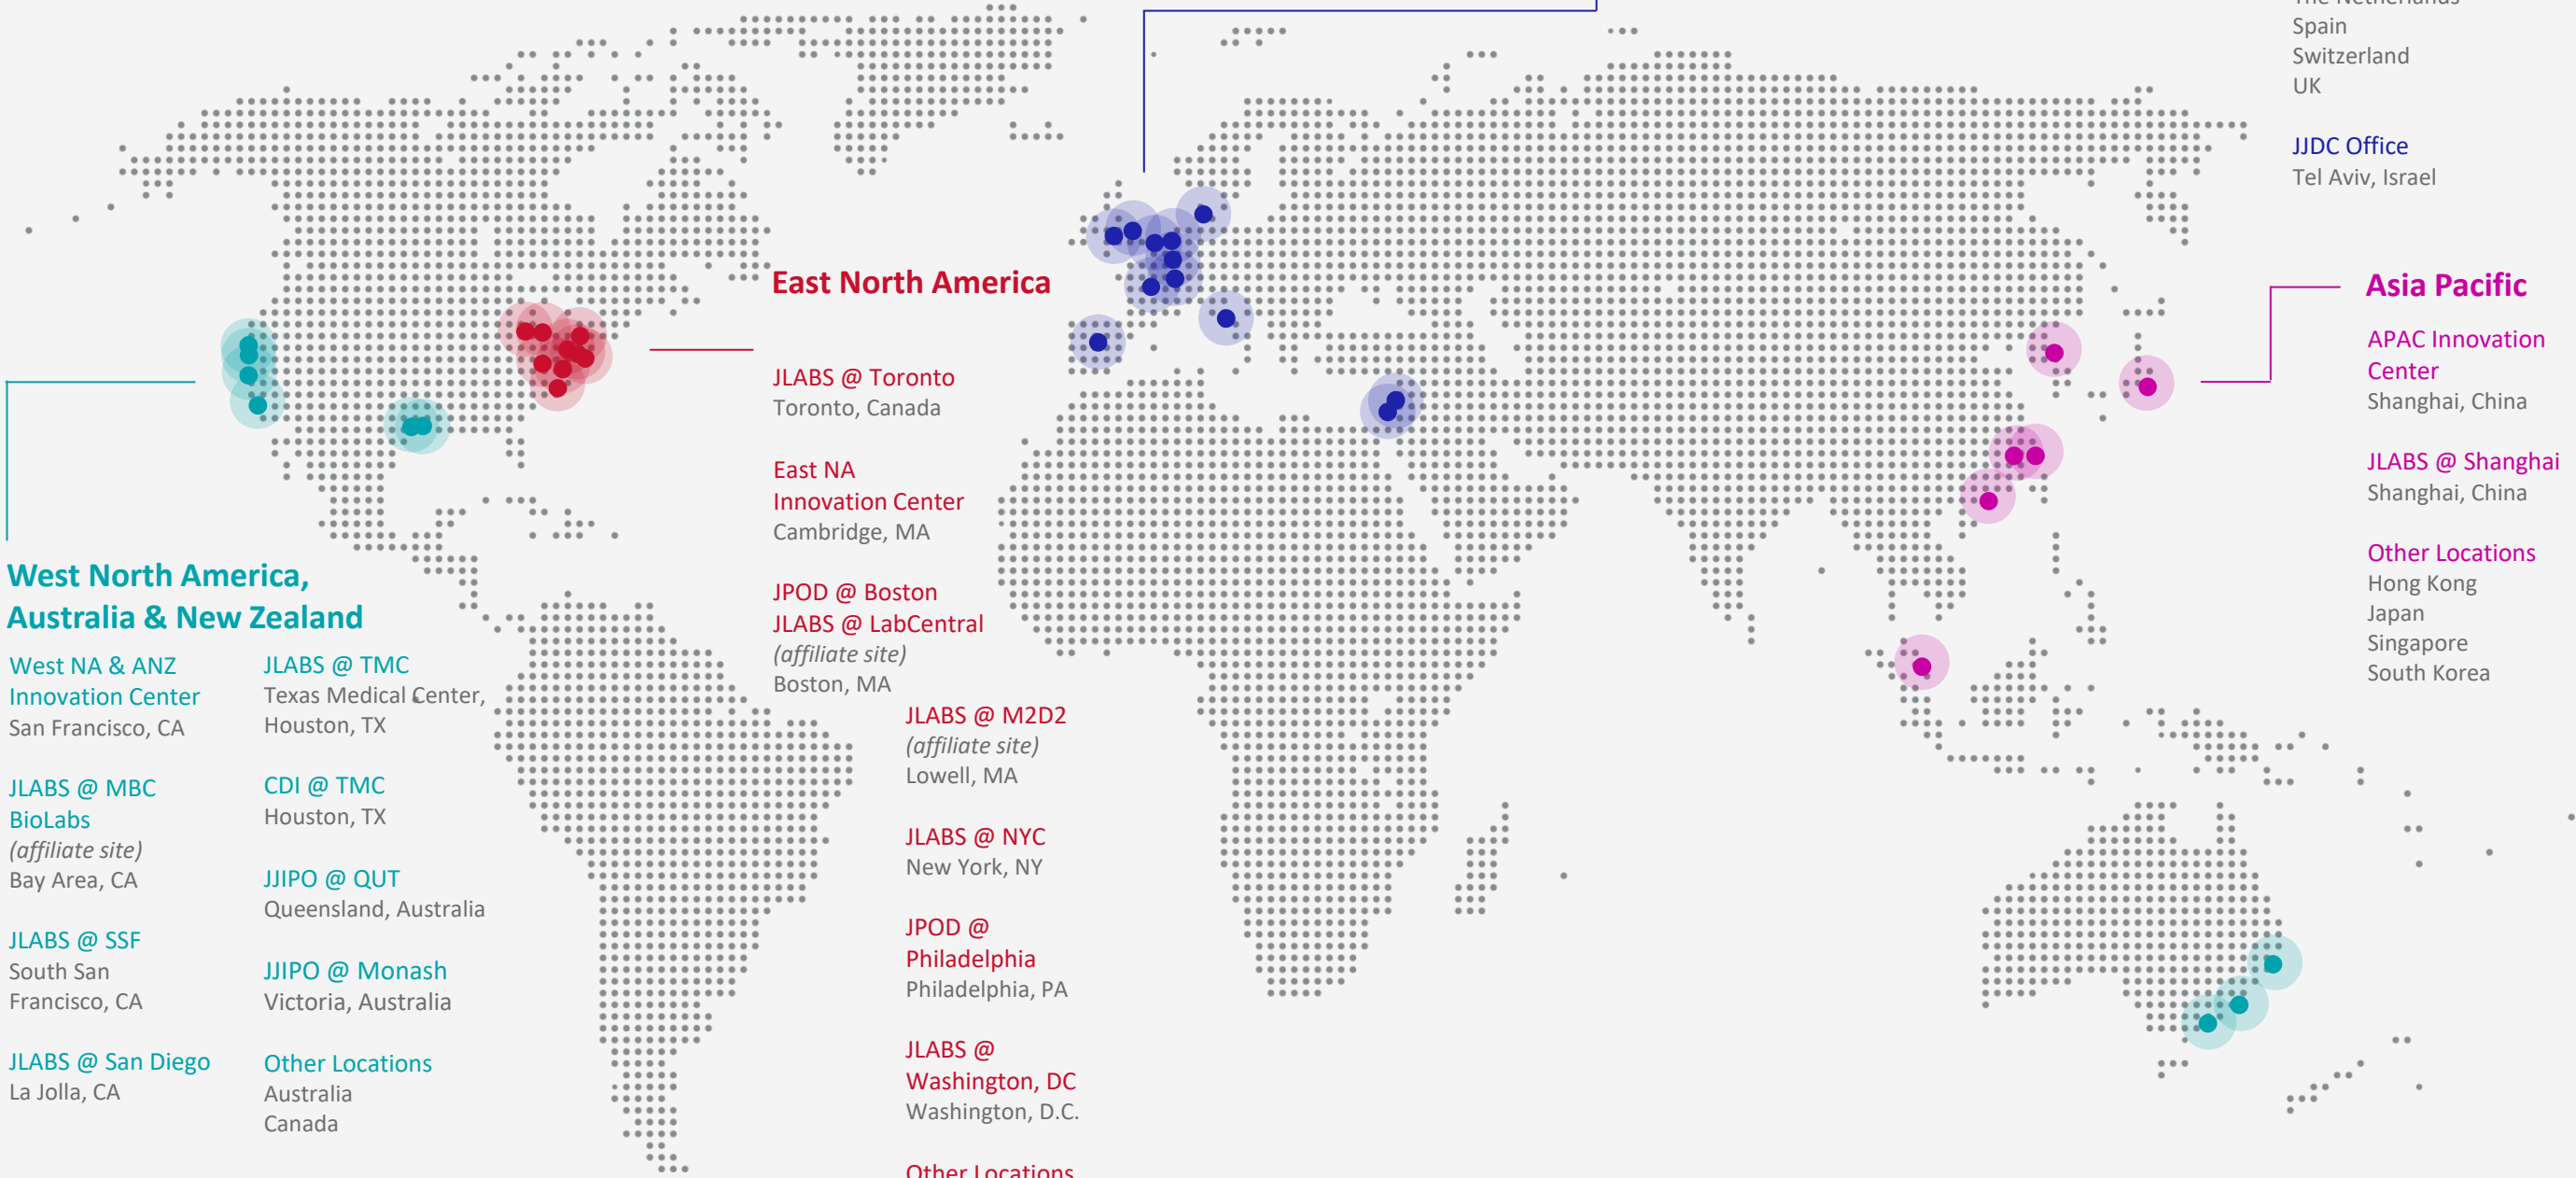 The Netherlands
Spain
Switzerland
UK
JJDC Office
Tel Aviv, Israel
East North America
JLABS @ Toronto
Toronto, Canada
East NA
Innovation Center
Cambridge, MA
JPOD @ Boston
JLABS @ LabCentral
(affiliate site)
Boston, MA
JLABS @ M2D2
(affiliate site)
Lowell, MA
JLABS @ NYC
New York, NY
JPOD @
Philadelphia
Philadelphia, PA
JLABS @
Washington, DC
Washington, D.C.
Other Locations
Asia Pacific
APAC Innovation
Center
Shanghai, China
JLABS @ Shanghai
Shanghai, China
Other Locations
Hong Kong
Japan
Singapore
South Korea
West North America,
Australia & New Zealand
West NA & ANZ
Innovation Center
San Francisco, CA
JLABS @ MBC
BioLabs
(affiliate site)
Bay Area, CA
JLABS @ SSF
South San
Francisco, CA
JLABS @ San Diego
La Jolla, CA
JLABS @ TMC
Texas Medical Center,
Houston, TX
CDI @ TMC
Houston, TX
JJIPO @ QUT
Queensland, Australia
JJIPO @ Monash
Victoria, Australia
Other Locations
Australia
Canada